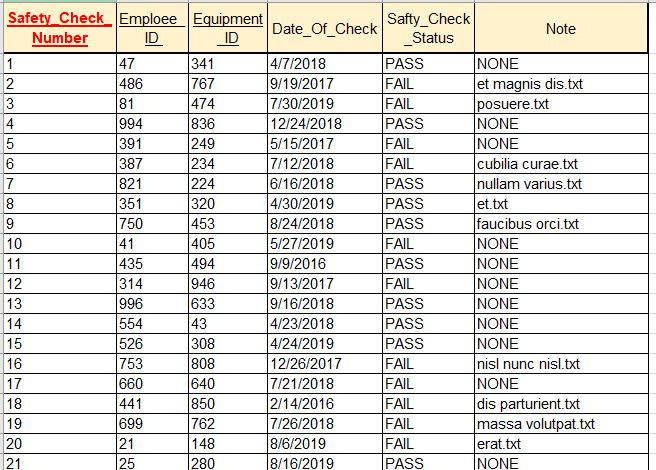 Safety_Check_ Emploee_ Equipment Date_Of_Check Safty_Check Note
Number ID _ID _Status
1 47 341 4/7/2018 PASS NONE
2 486 767 9/19/2017 FAIL et magnis dis.txt
3 81 474 7/30/2019 FAIL posuere.txt
4 994 836 12/24/2018 PASS NONE
5 391 249 5/15/2017 FAIL NONE
6 387 234 7/12/2018 FAIL cubilia curae.txt
7 821 224 6/16/2018 PASS nullam varius.txt
8 351 320 4/30/2019 PASS et.txt
9 750 453 8/24/2018 PASS faucibus orci.txt
10 41 405 5/27/2019 FAIL NONE
11 435 494 9/9/2016 PASS NONE
12 314 946 9/13/2017 FAIL NONE
13 996 633 9/16/2018 PASS NONE
14 554 43 4/23/2018 PASS NONE
15 526 308 4/24/2019 PASS NONE
16 753 808 12/26/2017 FAIL nisl nunc nisl.txt
17 660 640 7/21/2018 FAIL NONE
18 441 850 2/14/2016 FAIL dis parturient.txt
19 699 762 7/26/2018 FAIL massa volutpat.txt
20 21 148 8/6/2019 FAIL erat.txt
21 25 280 8/16/2019 PASS NONE